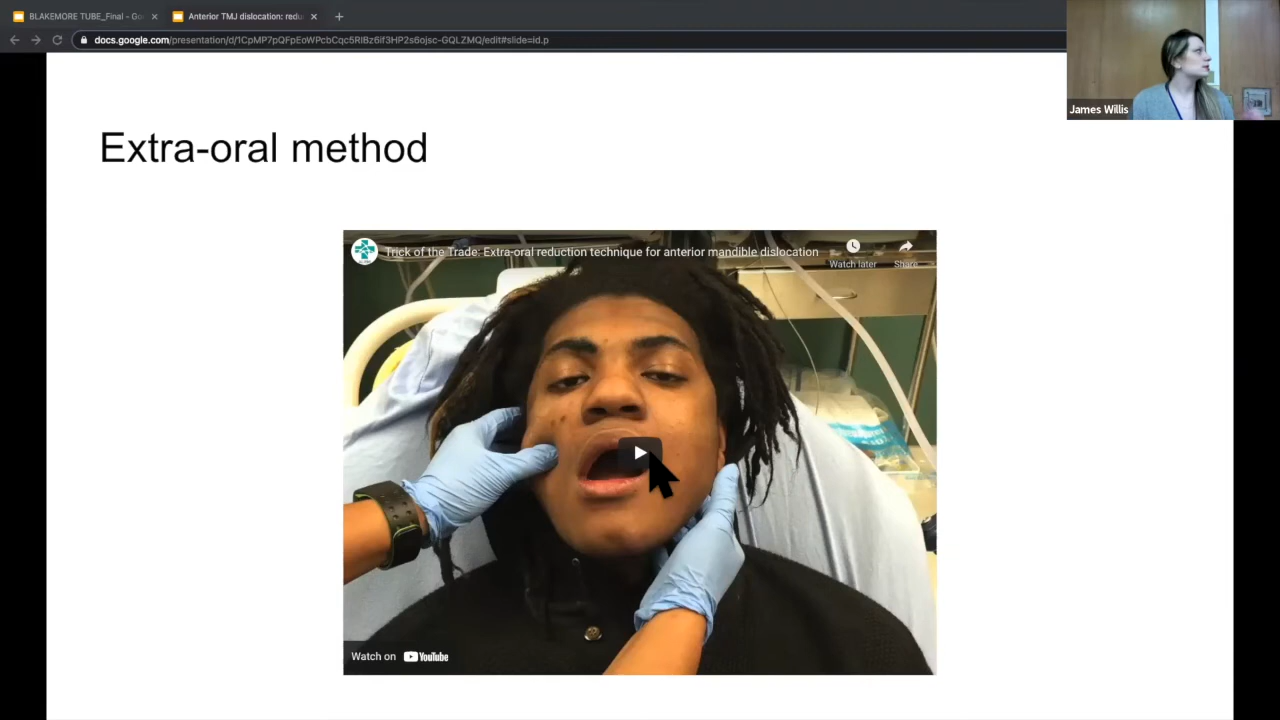 BLAKEMORE TUBE_Final - Go
Anterior TMJ dislocation: redu
docs.google.com/presentation/d/1CpMP7pQFpEoWPcbCqc5RIBz6if3HP2s6ojsc-GQLZMQ/edit#slide=id.p
James Willis
Extra-oral method
Trick of the Trade: Extra-oral reduction technique for anterior mandible dislocation
Watch later
Share
Watch on YouTube